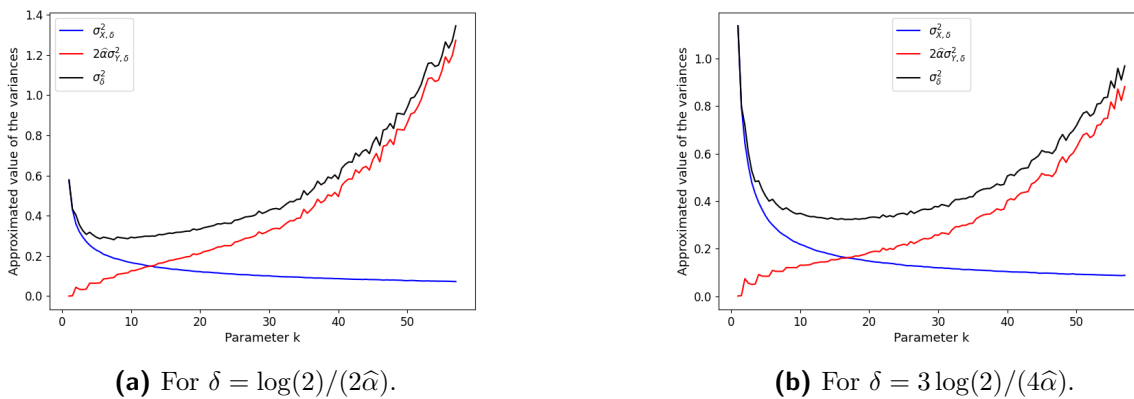 1.4
1.2
1.0
0.8
0.6
0.4
0.2
0.0
Approximated value of the variances
σ²_{X,δ}
2α̂σ²_{Y,δ}
σ²_δ
0 10 20 30 40 50
Parameter k
(a) For δ = log(2)/(2α̂).
1.0
0.8
0.6
0.4
0.2
0.0
Approximated value of the variances
σ²_{X,δ}
2α̂σ²_{Y,δ}
σ²_δ
0 10 20 30 40 50
Parameter k
(b) For δ = 3 log(2)/(4α̂).